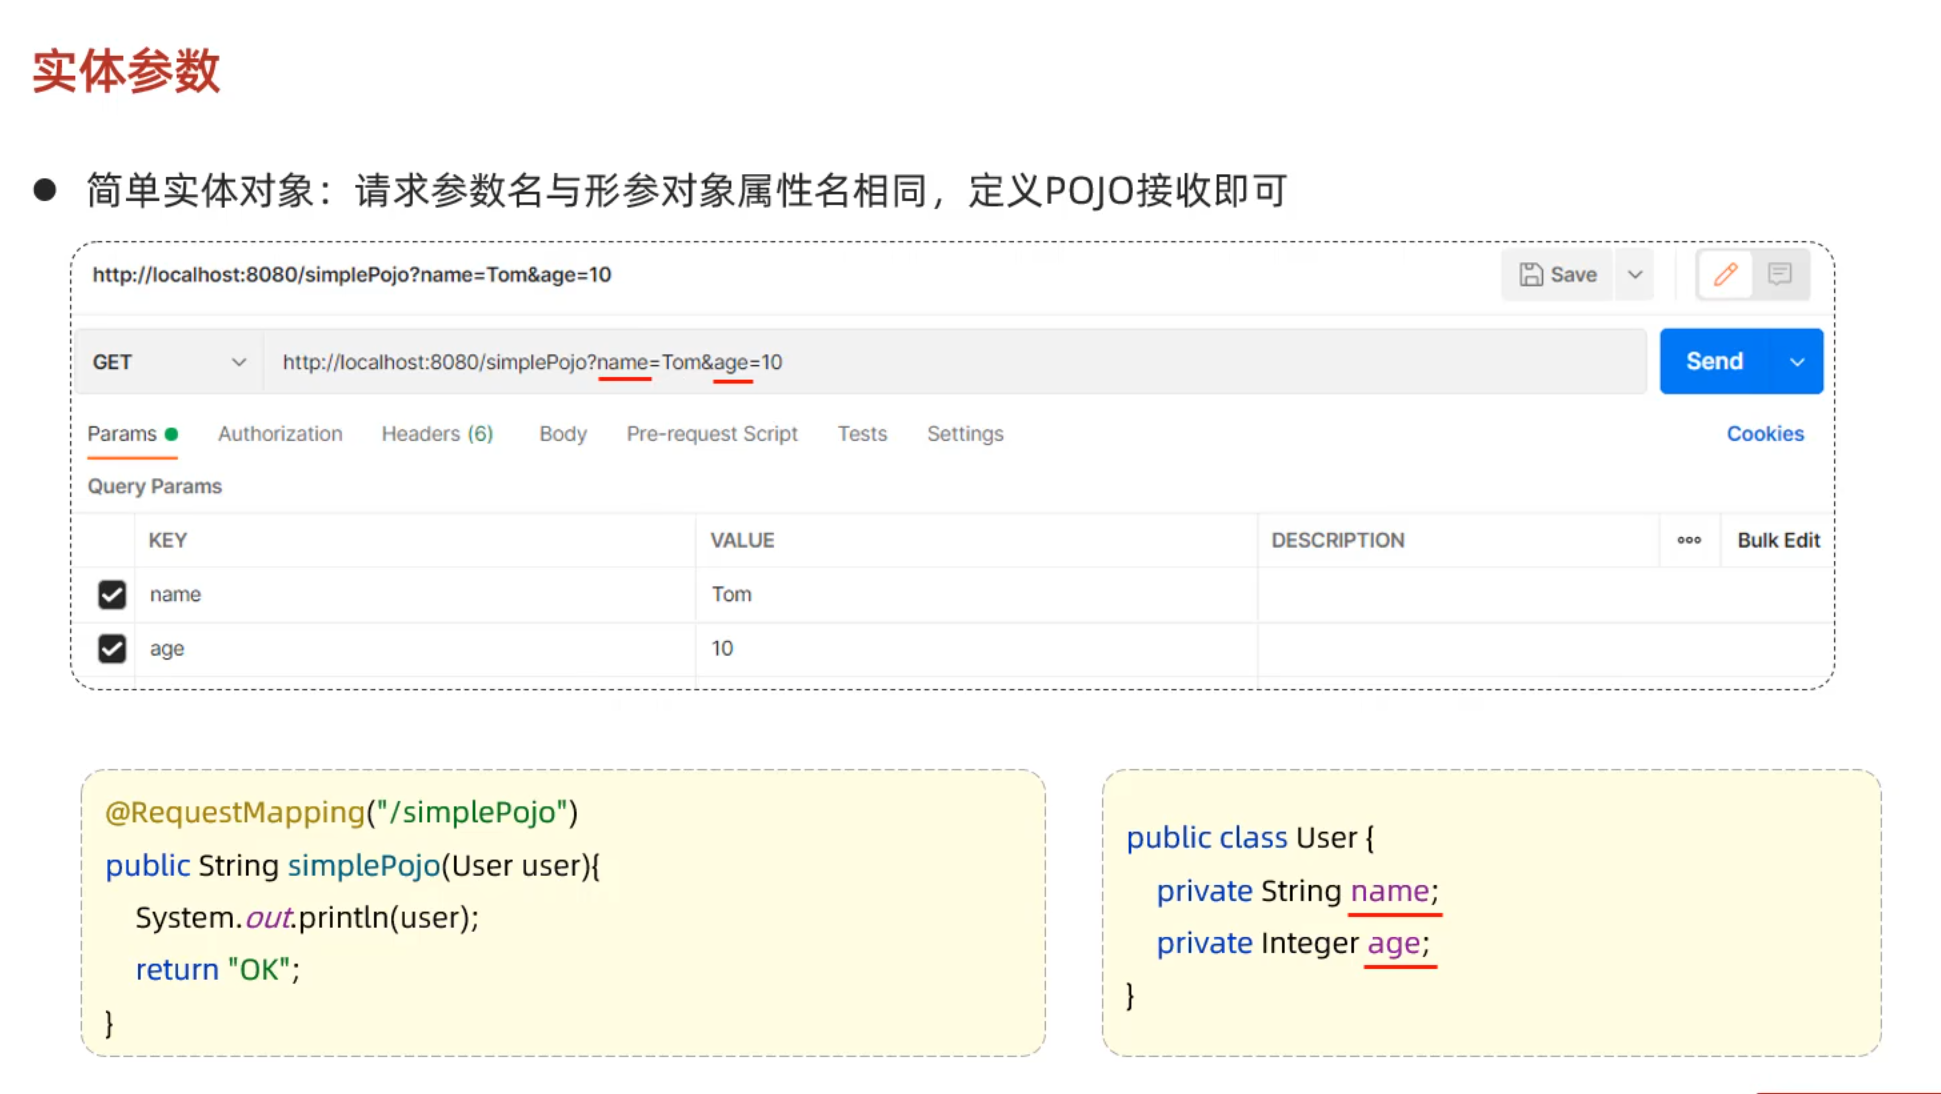 实体参数
● 简单实体对象：请求参数名与形参对象属性名相同，定义POJO接收即可
http://localhost:8080/simplePojo?name=Tom&age=10
Save
GET
http://localhost:8080/simplePojo?name=Tom&age=10
Send
Params Authorization Headers (6) Body Pre-request Script Tests Settings Cookies
Query Params
KEY VALUE DESCRIPTION ooo Bulk Edit
name Tom
age 10
@RequestMapping("/simplePojo")
public String simplePojo(User user){
System.out.println(user);
return "OK";
}
public class User {
private String name;
private Integer age;
}